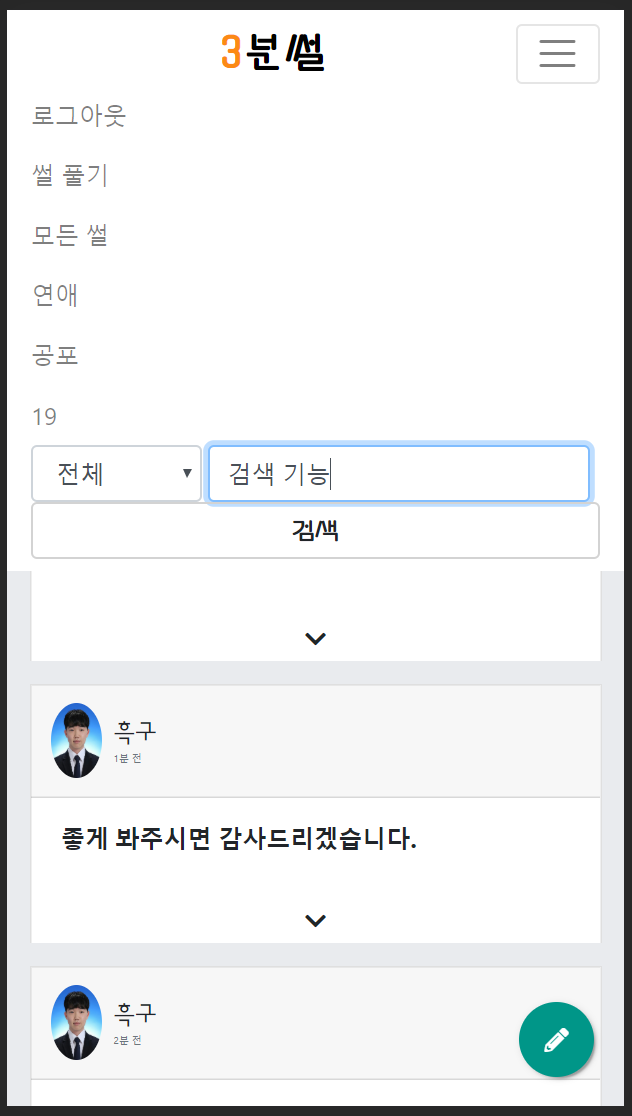 3분썰
로그아웃
썰 풀기
모든 썰
연애
공포
19
전체 검색 기능
검색
흑구
1분 전
좋게 봐주시면 감사드리겠습니다.
흑구
2분 전